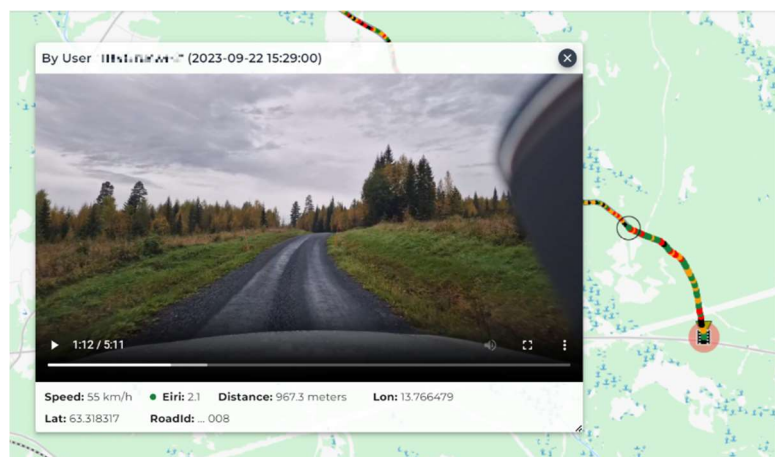 By User (2023-09-22 15:29:00)
1:12 / 5:11
Speed: 55 km/h Eiri: 2.1 Distance: 967.3 meters Lon: 13.766479
Lat: 63.318317 RoadId: ... 008